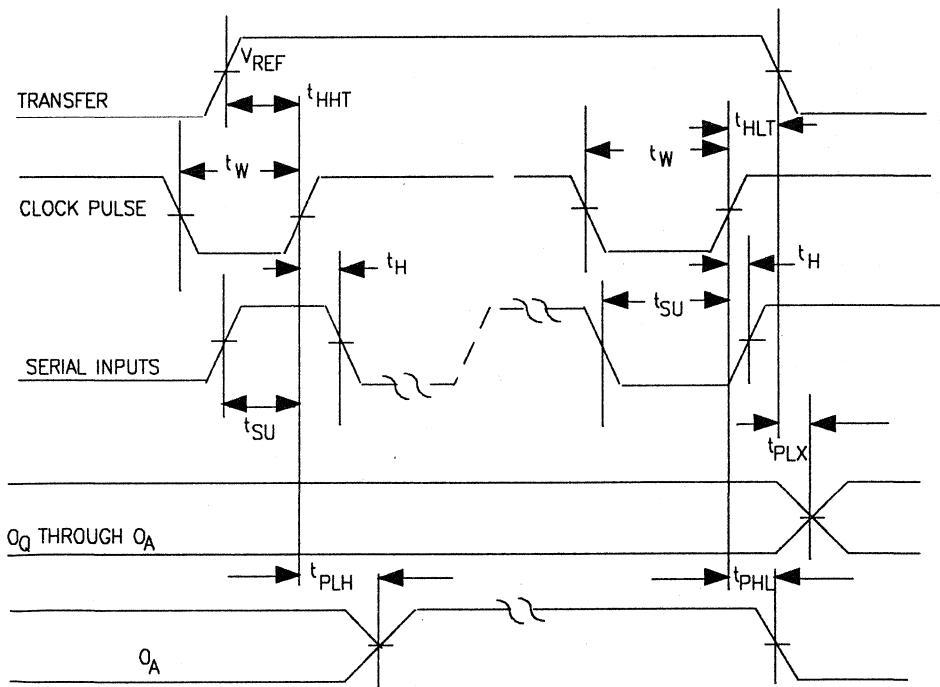 V_REF
TRANSFER
t_HHT
t_HLT
t_W
t_W
CLOCK PULSE
t_H
t_H
t_SU
SERIAL INPUTS
t_SU
t_PLX
O_Q THROUGH O_A
t_PLH
t_PHL
O_A